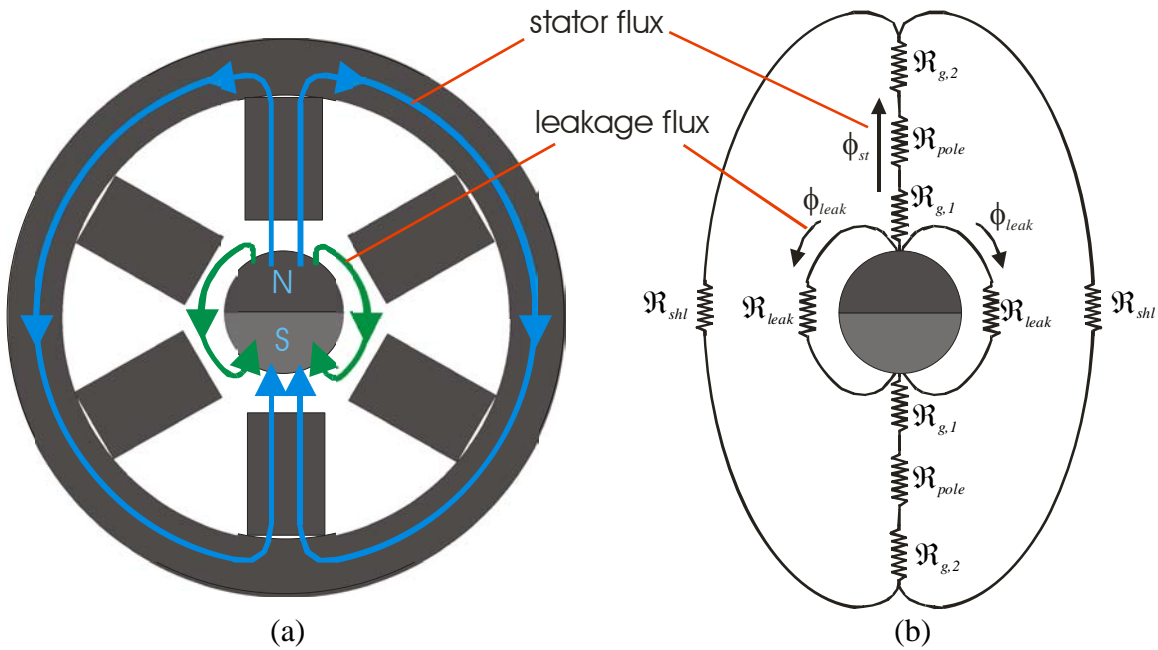 stator flux
leakage flux
N
S
(a)
ℜg,2
ℜpole
ϕst
ℜg,1
ϕleak
ϕleak
ℜshl
ℜleak
ℜleak
ℜshl
ℜg,1
ℜpole
ℜg,2
(b)